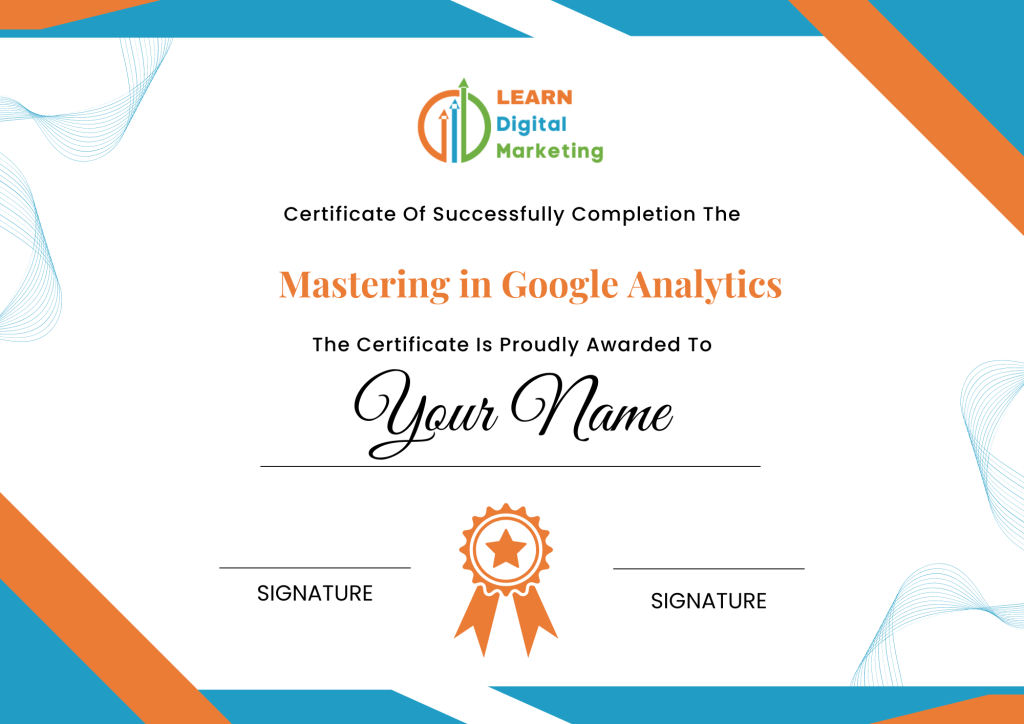 LEARN
Digital
Marketing
Certificate Of Successfully Completion The
Mastering in Google Analytics
The Certificate Is Proudly Awarded To
Your Name
SIGNATURE
SIGNATURE